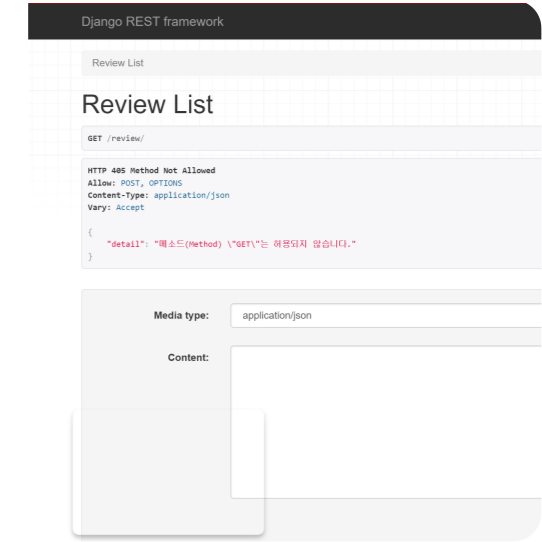 Django REST framework
Review List
Review List
GET /review/
HTTP 405 Method Not Allowed
Allow: POST, OPTIONS
Content-Type: application/json
Vary: Accept
{
    "detail": "메소드(Method) \"GET\"는 허용되지 않습니다."
}
Media type: application/json
Content: